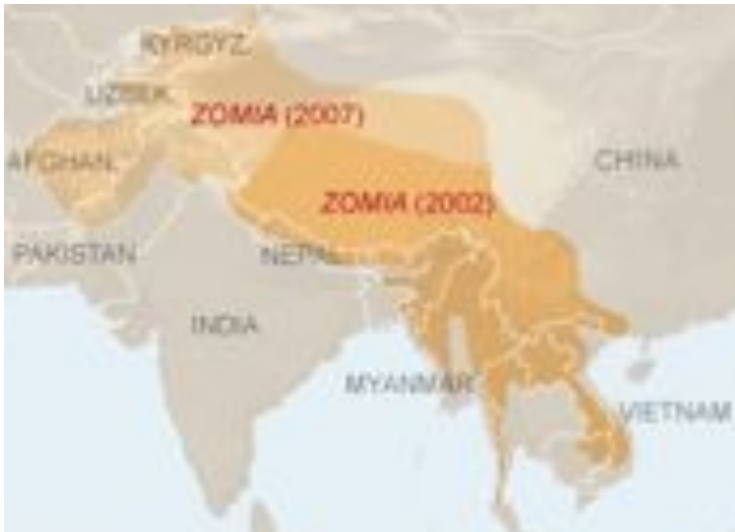 KYRGYZ.
UZBEK.
ZOMIA (2007)
AFGHAN.
CHINA
ZOMIA (2002)
PAKISTAN
NEPAL
INDIA
MYANMAR
VIETNAM